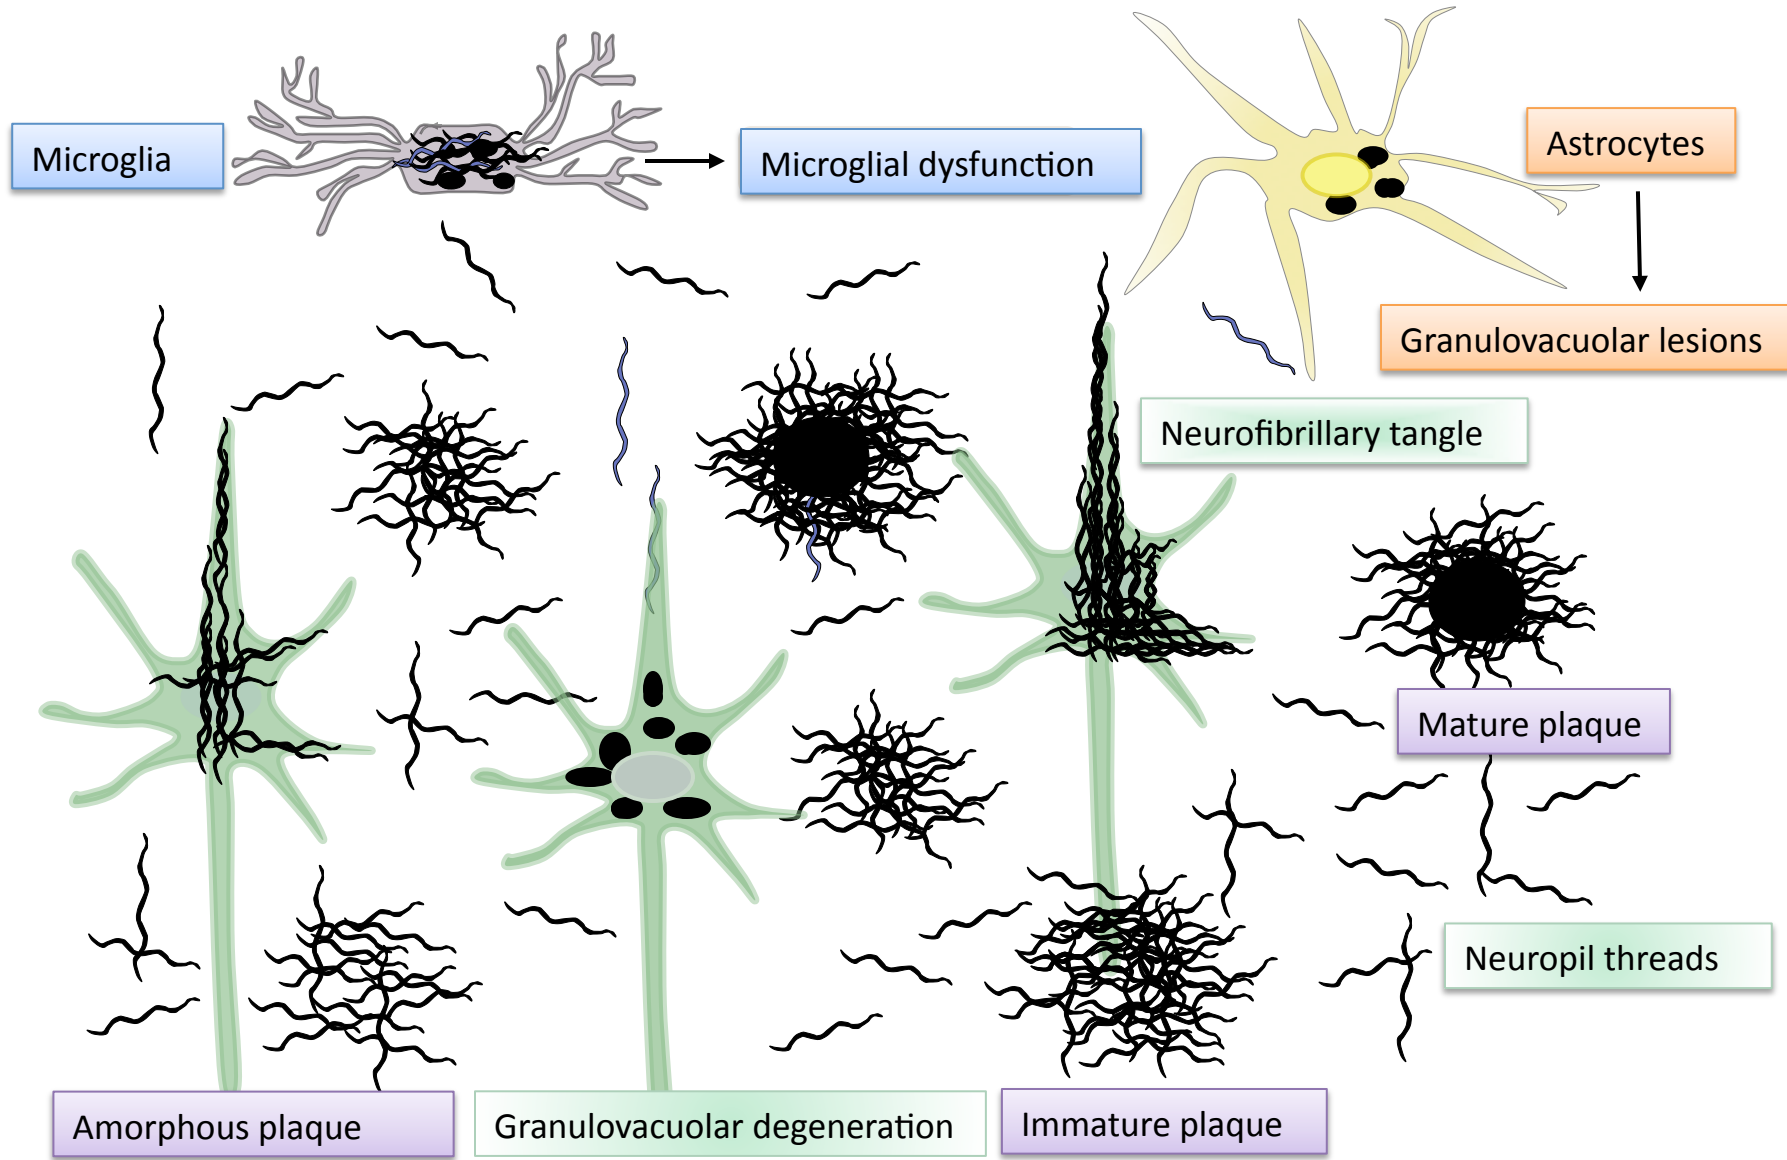 Microglia
Microglial dysfunction
Astrocytes
Granulovacuolar lesions
Neurofibrillary tangle
Mature plaque
Neuropil threads
Amorphous plaque
Granulovacuolar degeneration
Immature plaque